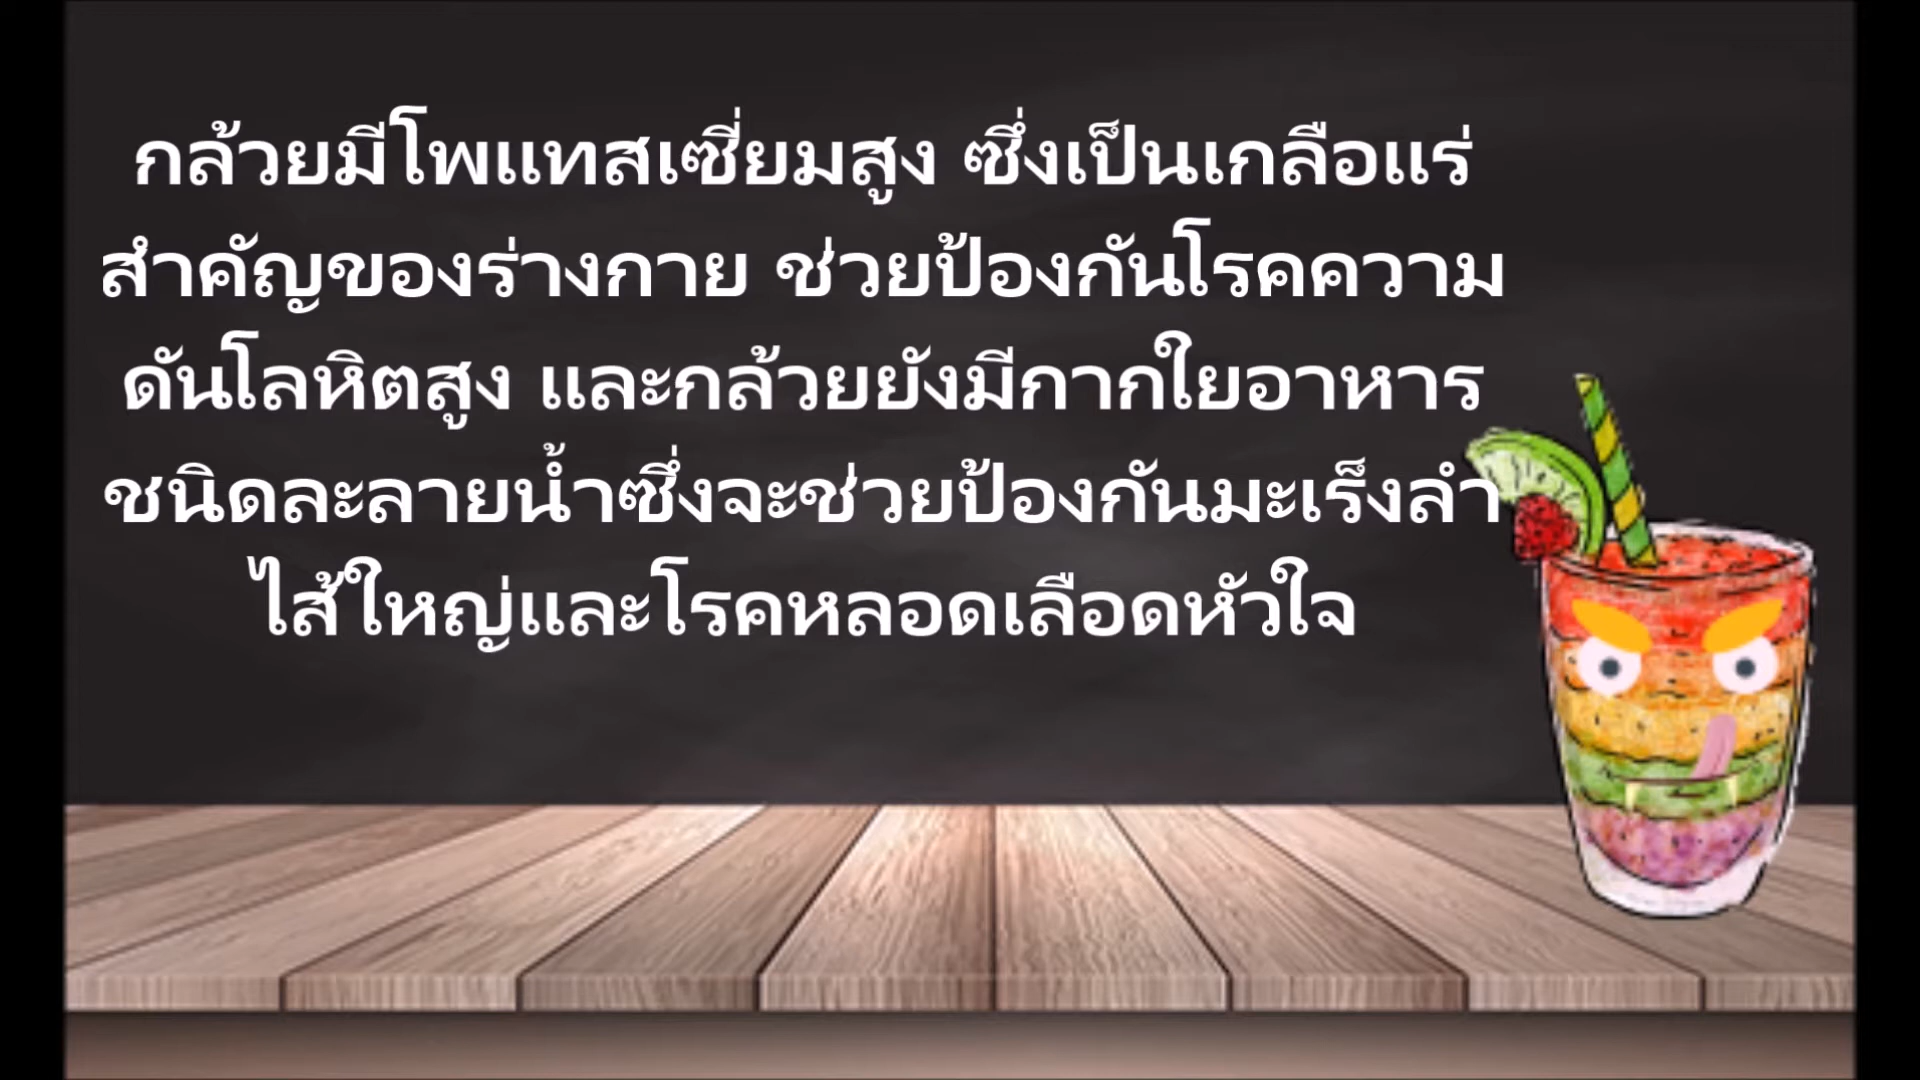 กล้วยมีโพแทสเซี่ยมสูง ซึ่งเป็นเกลือแร่
สำคัญของร่างกาย ช่วยป้องกันโรคความ
ดันโลหิตสูง และกล้วยยังมีกากใยอาหาร
ชนิดละลายน้ำซึ่งจะช่วยป้องกันมะเร็งลำ
ไส้ใหญ่และโรคหลอดเลือดหัวใจ